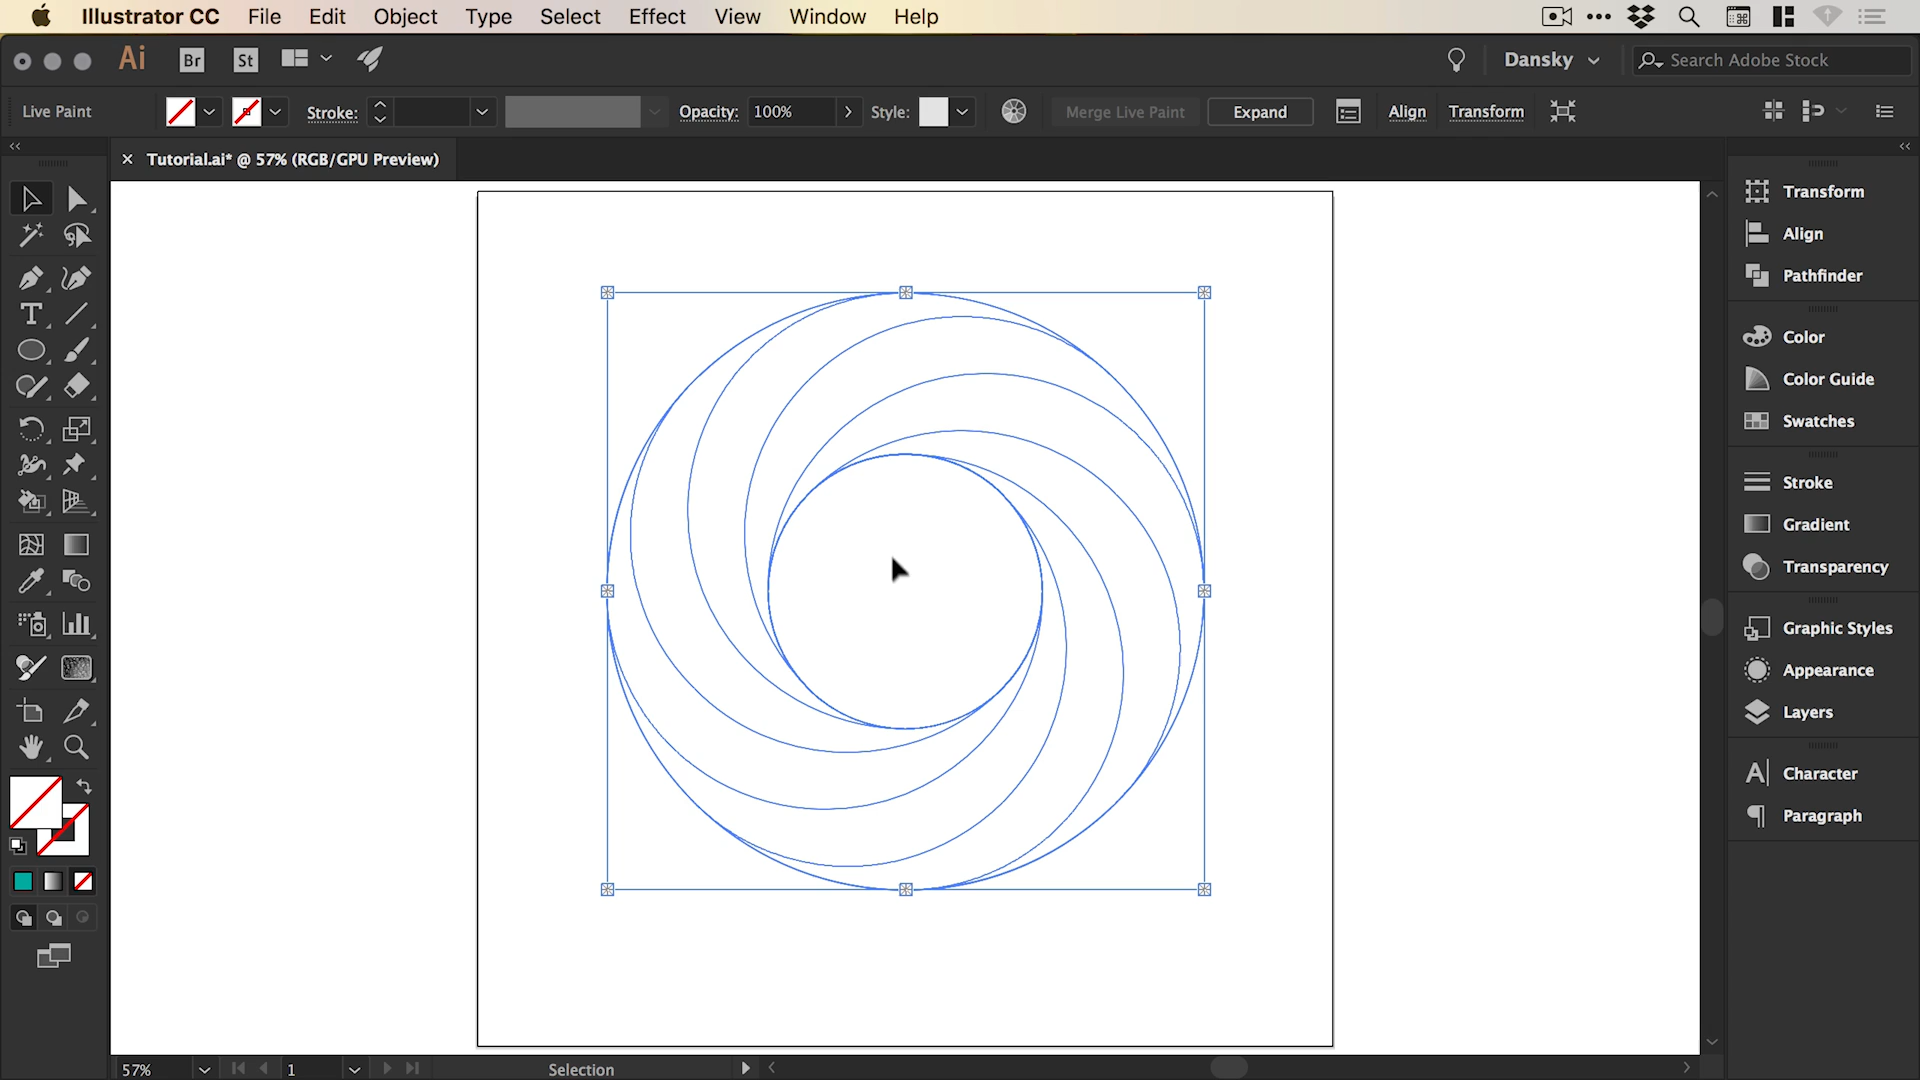 Illustrator CC File Edit Object Type Select Effect View Window Help
Ai Br St Dansky Search Adobe Stock
Live Paint Stroke: Opacity: 100% Style: Merge Live Paint Expand Align Transform
Tutorial.ai* @ 57% (RGB/GPU Preview)
Transform
Align
Pathfinder
Color
Color Guide
Swatches
Stroke
Gradient
Transparency
Graphic Styles
Appearance
Layers
Character
Paragraph
57% 1 Selection